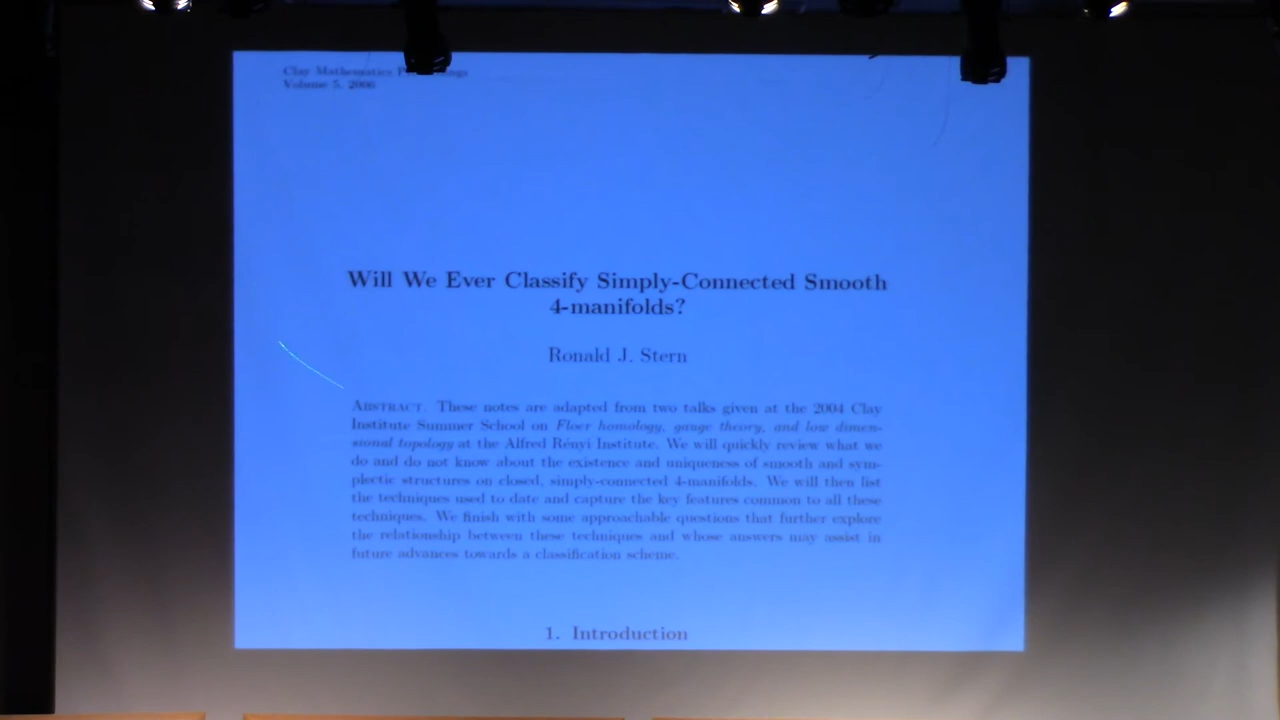 Clay Mathematics
Volume 5, 2006
Will We Ever Classify Simply-Connected Smooth
4-manifolds?
Ronald J. Stern
Abstract. These notes are adapted from two talks given at the 2004 Clay
Institute Summer School on Floer homology, gauge theory, and low dimen-
sional topology at the Alfred Rényi Institute. We will quickly review what we
do and do not know about the existence and uniqueness of smooth and sym-
plectic structures on closed, simply-connected 4-manifolds. We will then list
the techniques used to date and capture the key features common to all these
techniques. We finish with some approachable questions that further explore
the relationship between these techniques and whose answers may assist in
future advances towards a classification scheme.
1. Introduction